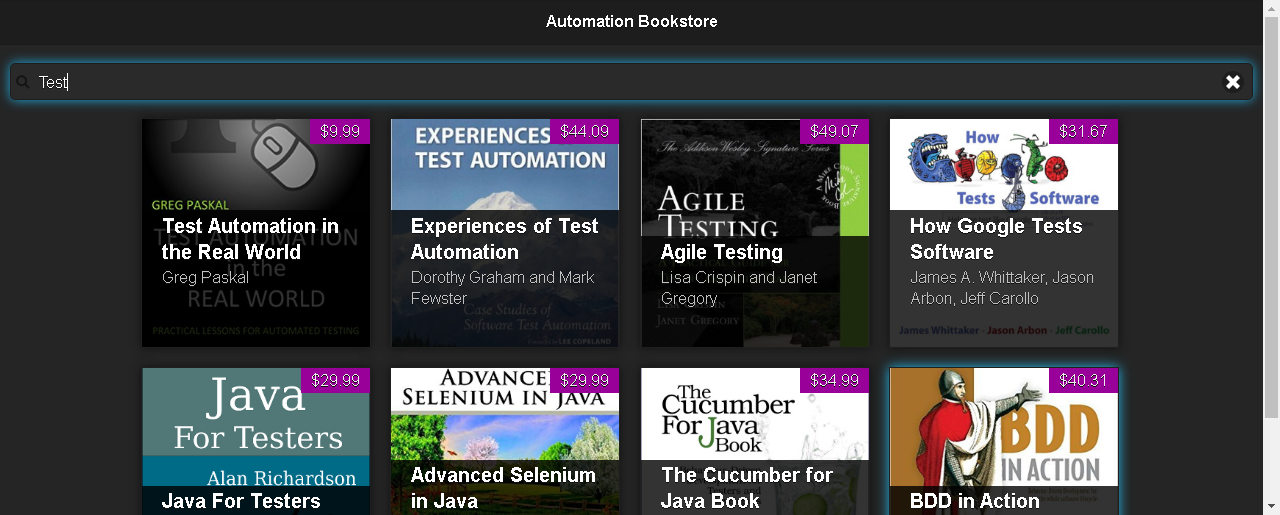 Automation Bookstore
Test
$9.99
GREG PASKAL
Test Automation in
the Real World
Greg Paskal
TEST AUTOMATION
in the
REAL WORLD
PRACTICAL LESSONS FOR AUTOMATED TESTING
$44.09
EXPERIENCES
TEST AUTOMATION
Experiences of Test
Automation
Dorothy Graham and Mark
Fewster
Case Studies of
Software Test Automation
LEE COPELAND
$49.07
The Addison Wesley Signature Series
AGILE
TESTING
Agile Testing
Lisa Crispin and Janet
Gregory
JANET GREGORY
$31.67
How
Google
Tests
Software
How Google Tests
Software
James A. Whittaker, Jason
Arbon, Jeff Carollo
James Whittaker · Jason Arbon · Jeff Carollo
$29.99
Java
For Testers
Alan Richardson
Java For Testers
$29.99
ADVANCE
SELENIUM IN JAVA
Advanced Selenium
in Java
$34.99
The
Cucumber
For Java
Book
The Cucumber for
Java Book
$40.31
BDD
IN ACTION
BDD in Action